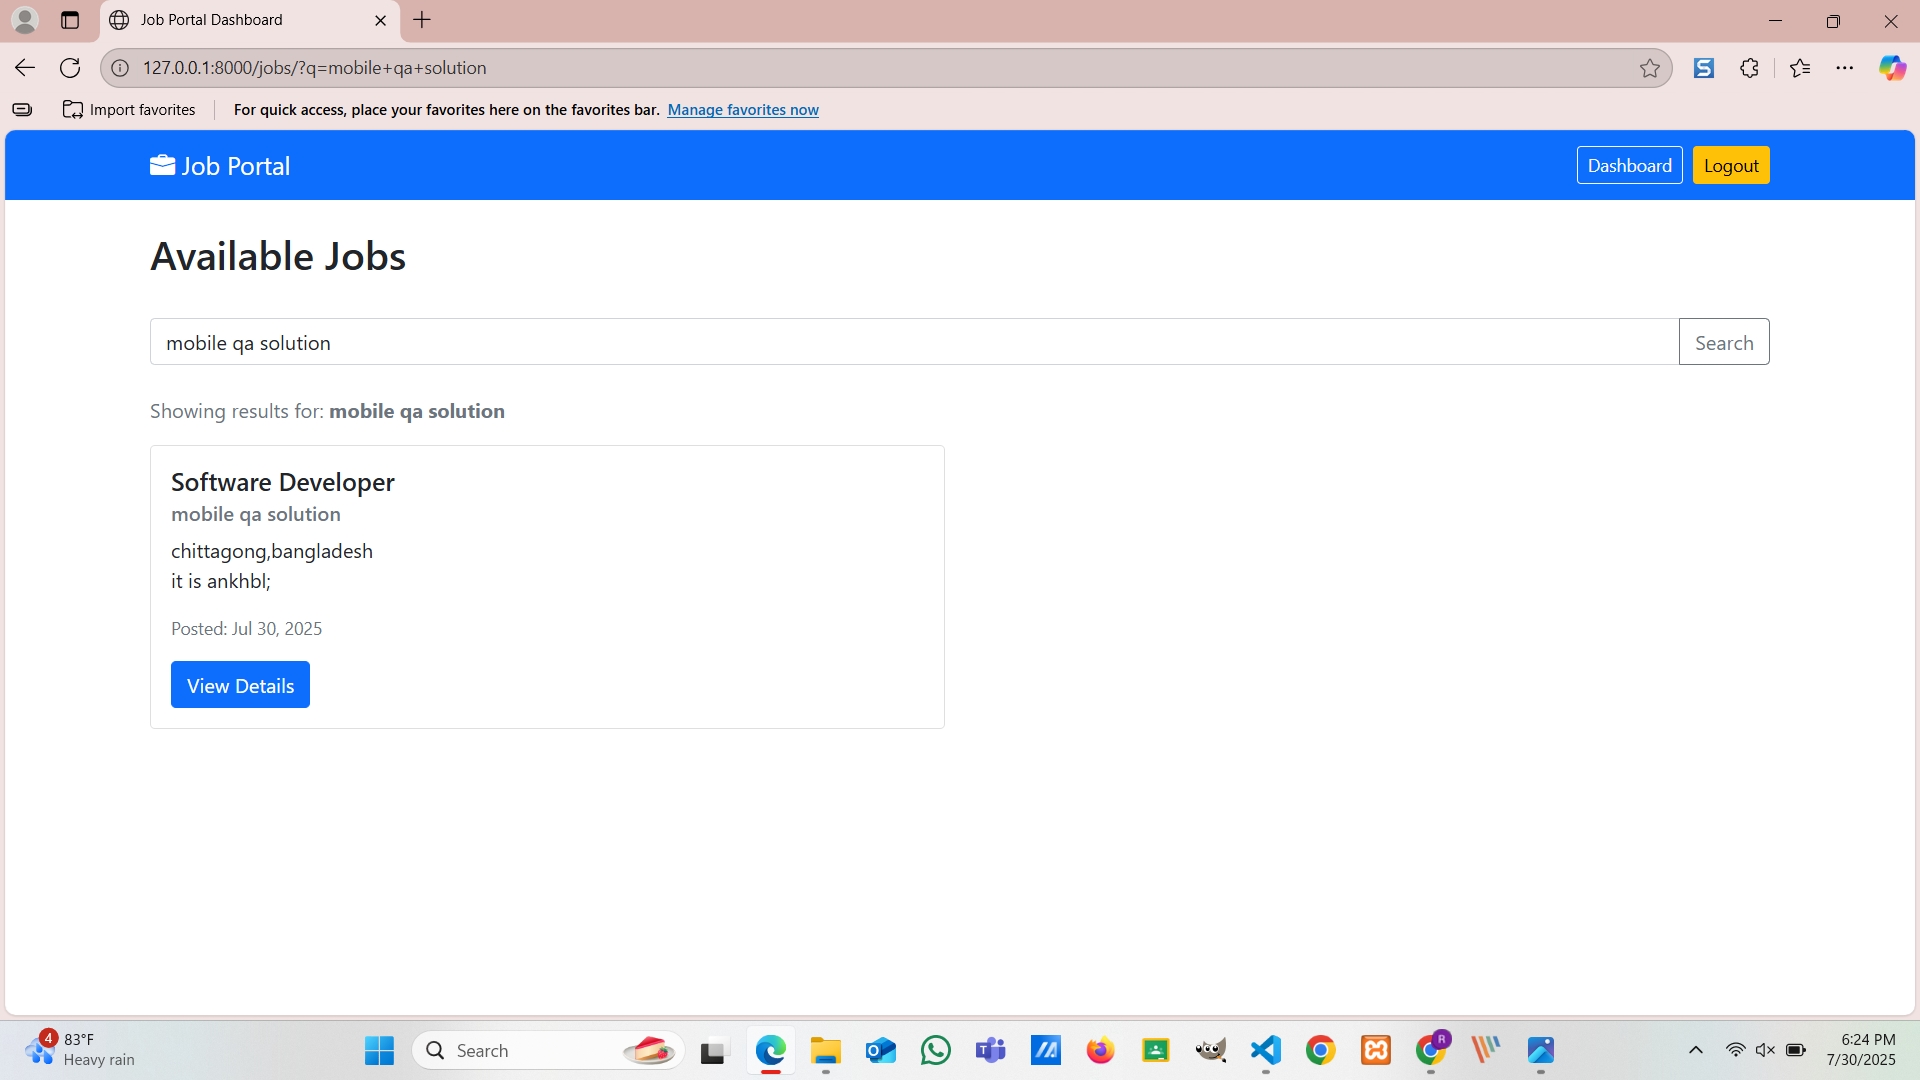 Job Portal Dashboard
127.0.0.1:8000/jobs/?q=mobile+qa+solution
Import favorites
For quick access, place your favorites here on the favorites bar. Manage favorites now
Job Portal
Dashboard
Logout
Available Jobs
mobile qa solution
Search
Showing results for: mobile qa solution
Software Developer
mobile qa solution
chittagong,bangladesh
it is ankhbl;
Posted: Jul 30, 2025
View Details
4
83°F
Heavy rain
Search
R
6:24 PM
7/30/2025